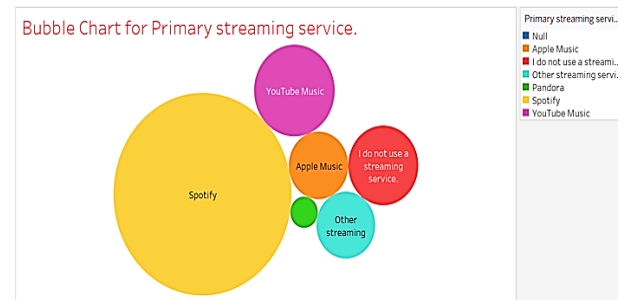 Bubble Chart for Primary streaming service.
YouTube Music
Apple Music
I do not use a
streaming
service.
Spotify
Other
streaming
Primary streaming servi..
Null
Apple Music
I do not use a streami..
Other streaming servi..
Pandora
Spotify
YouTube Music